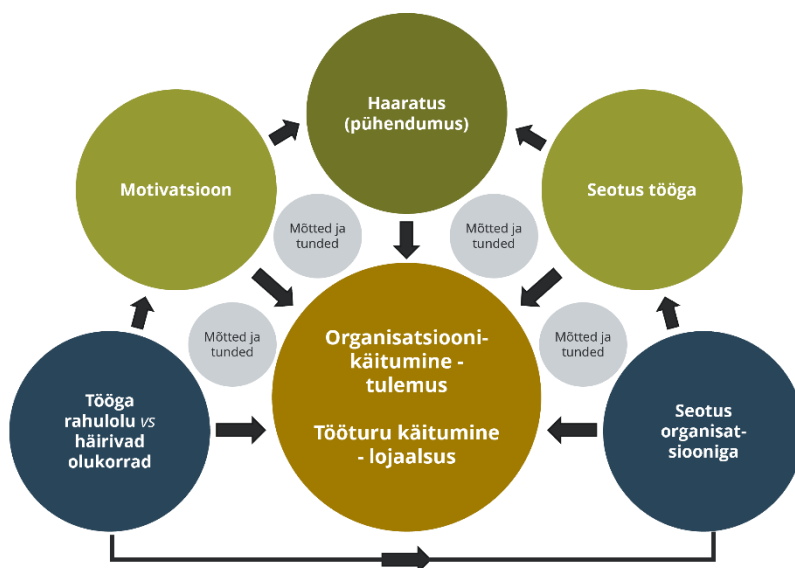 Haaratus
(pühendumus)
Motivatsioon
Seotus tööga
Mõtted ja
tunded
Mõtted ja
tunded
Mõtted ja
tunded
Mõtted ja
tunded
Organisatsiooni-
käitumine -
tulemus
Tööturu käitumine
- lojaalsus
Tööga
rahulolu vs
häirivad
olukorrad
Seotus
organisat-
siooniga